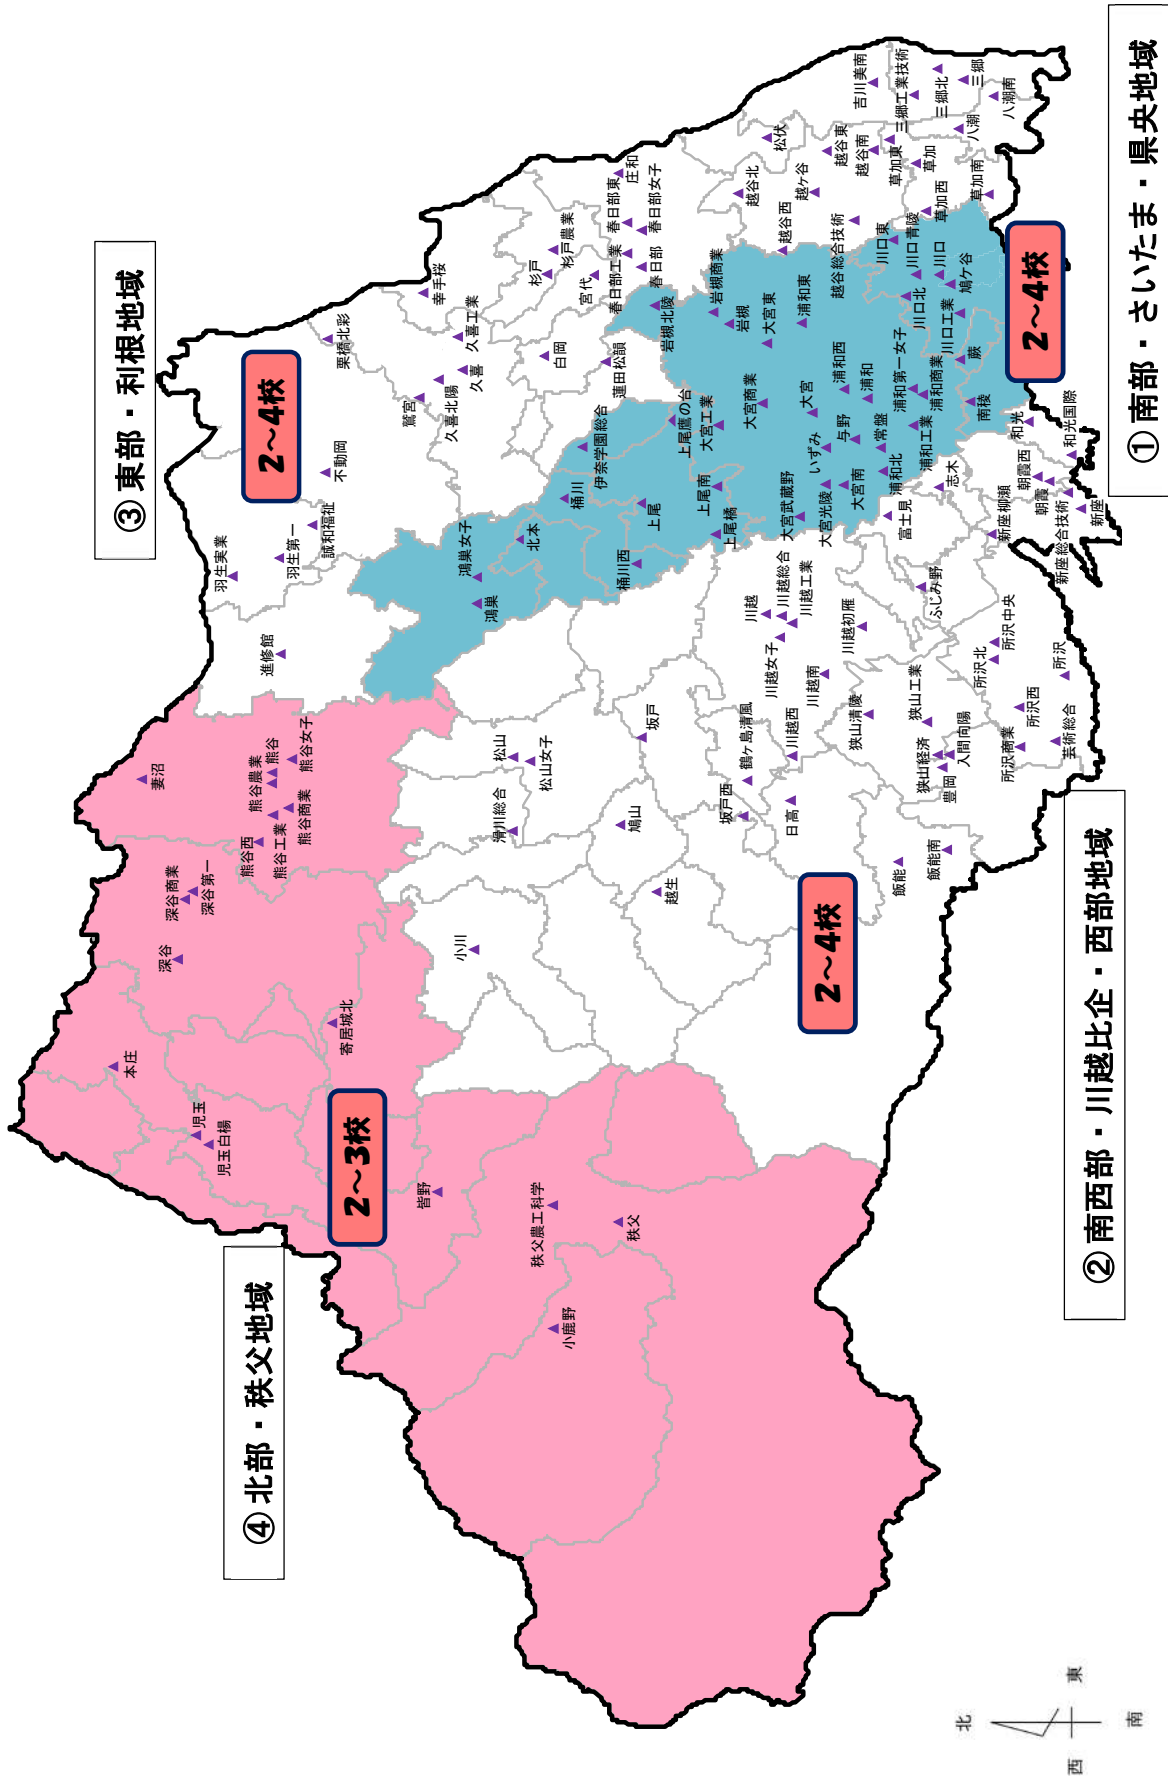 ④北部・秩父地域
③東部・利根地域
②南西部・川越比企・西部地域
①南部・さいたま・県央地域
2～3校
2～4校
2～4校
2～4校
本庄
児玉
児玉白楊
深谷
深谷商業
深谷第一
寄居城北
妻沼
熊谷西
熊谷農業
熊谷
熊谷女子
熊谷工業
熊谷商業
皆野
秩父農工科学
秩父
小鹿野
進修館
羽生実業
羽生第一
誠和福祉
不動岡
栗橋北彩
幸手桜
鷲宮
久喜北陽
久喜
久喜工業
白岡
蓮田松韻
杉戸
杉戸農業
宮代
春日部工業
春日部
春日部東
春日部女子
庄和
松伏
越谷北
越谷西
越ヶ谷
越谷東
越谷南
越谷総合技術
吉川美南
三郷工業技術
三郷北
三郷
八潮
八潮南
草加東
草加
草加西
草加南
鴻巣女子
鴻巣
北本
桶川
桶川西
伊奈学園総合
上尾
上尾鷹の台
上尾南
上尾橘
大宮工業
大宮商業
大宮東
大宮
大宮武蔵野
大宮光陵
大宮南
いずみ
与野
常盤
岩槻北陵
岩槻商業
岩槻
浦和東
浦和西
浦和
浦和第一女子
浦和商業
浦和工業
浦和北
川口東
川口青陵
川口
川口北
川口工業
鳩ケ谷
蕨
南稜
小川
滑川総合
松山
松山女子
鳩山
越生
坂戸
坂戸西
鶴ヶ島清風
日高
川越
川越総合
川越工業
川越女子
川越初雁
川越南
川越西
狭山清陵
狭山工業
狭山経済
入間向陽
豊岡
飯能
飯能南
富士見
志木
ふじみ野
和光
和光国際
朝霞西
朝霞
新座柳瀬
新座総合技術
新座
所沢北
所沢中央
所沢
所沢西
所沢商業
芸術総合
北
東
西
南